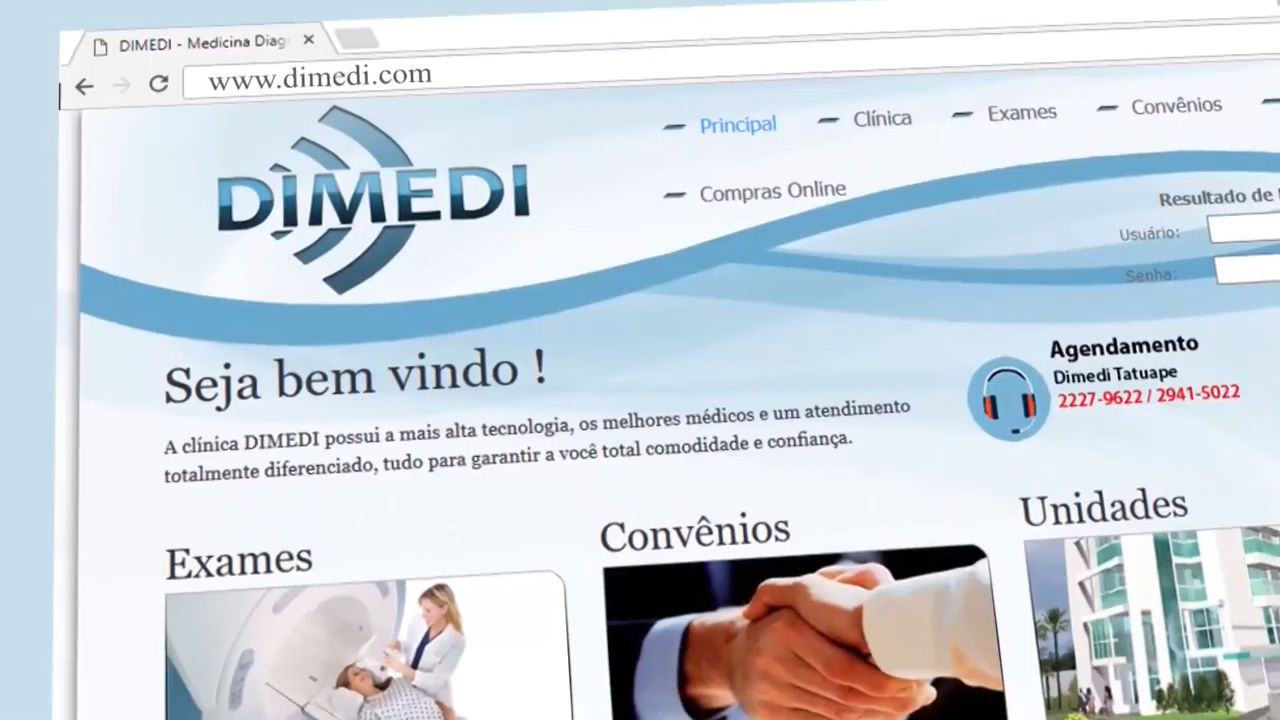 DIMEDI - Medicina Diag
www.dimedi.com
DIMEDI
Principal
Clínica
Exames
Convênios
Compras Online
Resultado de
Usuário:
Senha:
Seja bem vindo !
A clínica DIMEDI possui a mais alta tecnologia, os melhores médicos e um atendimento
totalmente diferenciado, tudo para garantir a você total comodidade e confiança.
Agendamento
Dimedi Tatuape
2227-9622 / 2941-5022
Exames
Convênios
Unidades